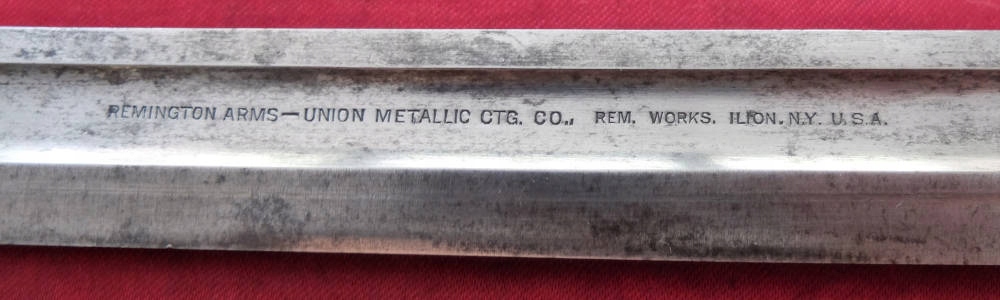 REMINGTON ARMS—UNION METALLIC CTG. CO., REM. WORKS. ILION. N.Y. U.S.A.